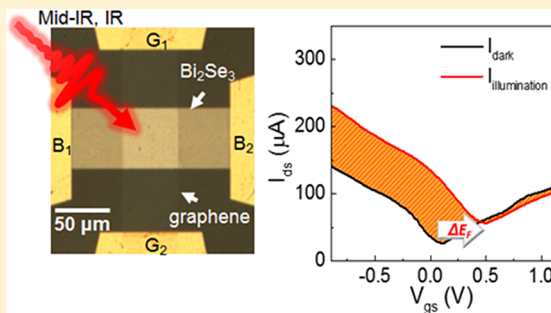 Mid-IR, IR
G₁
Bi₂Se₃
B₁
B₂
50 µm
graphene
G₂
I_dark
I_illumination
300
200
100
0
I_ds (µA)
ΔE_F
-0.5
0.0
0.5
1.0
V_gs (V)